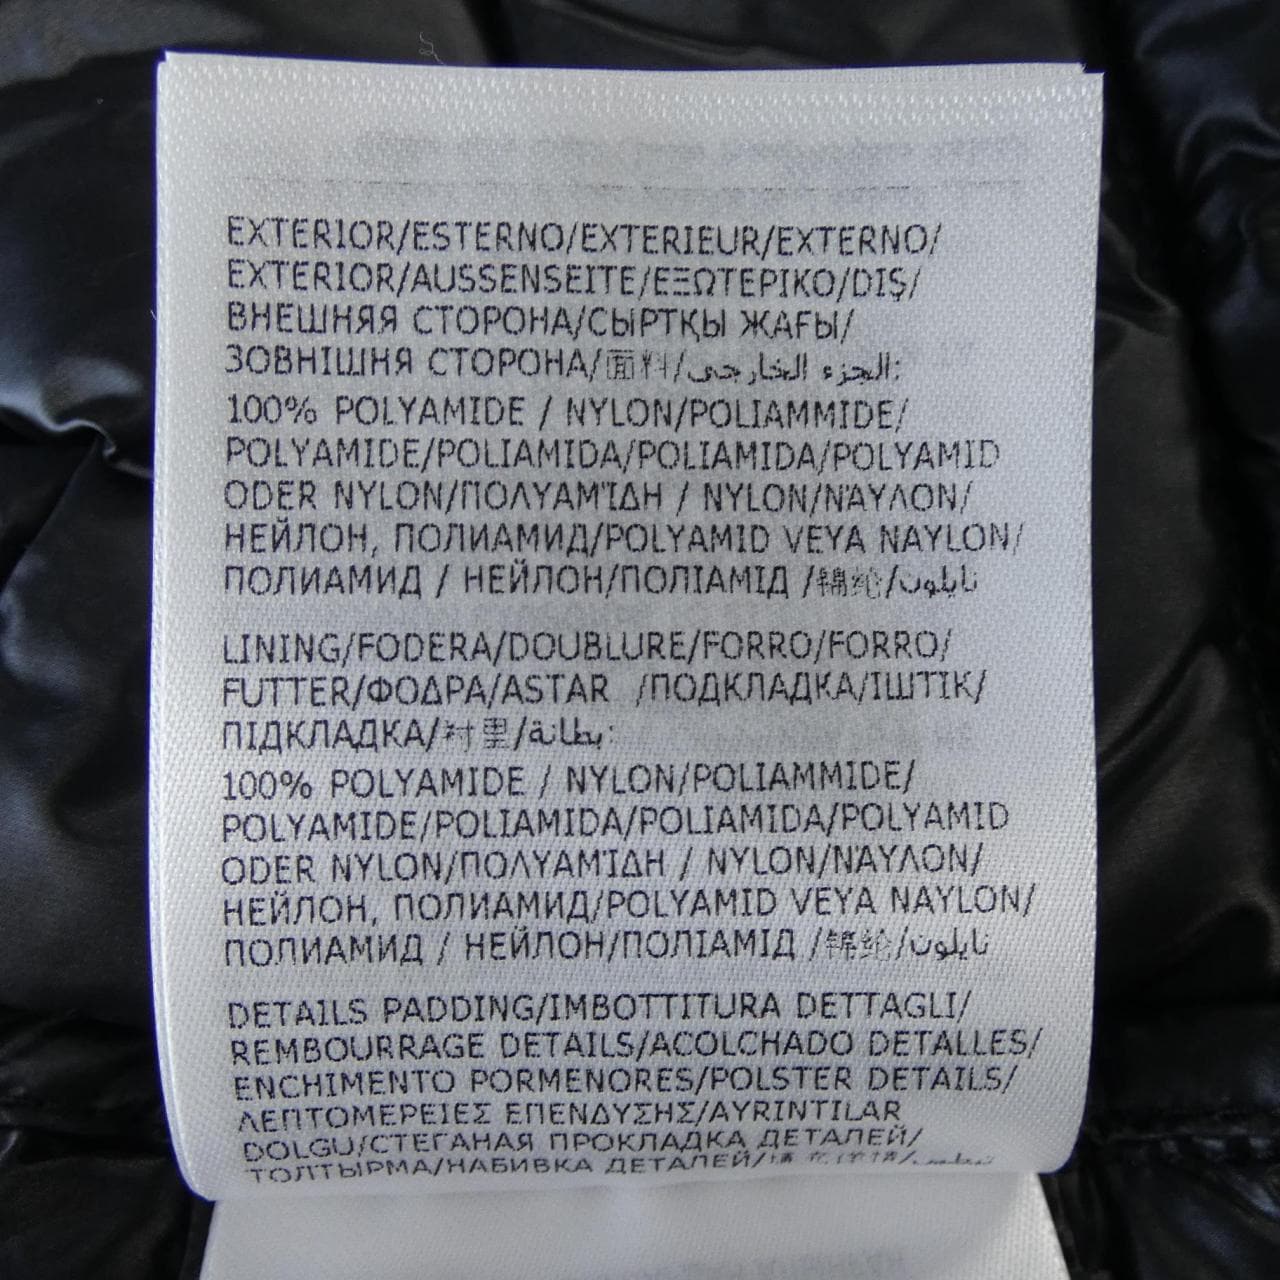 EXTERIOR/ESTERNO/EXTERIEUR/EXTERNO/
EXTERIOR/AUSSENSEITE/ΕΞΩΤΕΡΙΚΟ/DIŞ/
ВНЕШНЯЯ СТОРОНА/СЫРТҚЫ ЖАҒЫ/
ЗОВНІШНЯ СТОРОНА/面料/الجزء الخارجي:
100% POLYAMIDE / NYLON/POLIAMMIDE/
POLYAMIDE/POLIAMIDA/POLIAMIDA/POLYAMID
ODER NYLON/ΠΟΛΥΑΜΊΔΗ / NYLON/ΝΆΥΛΟΝ/
НЕЙЛОН, ПОЛИАМИД/POLYAMID VEYA NAYLON/
ПОЛИАМИД / НЕЙЛОН/ПОЛІАМІД /锦纶/نايلون
LINING/FODERA/DOUBLURE/FORRO/FORRO/
FUTTER/ΦΟΔΡΑ/ASTAR /ПОДКЛАДКА/ІШТІК/
ПІДКЛАДКА/衬里/بطانة:
100% POLYAMIDE / NYLON/POLIAMMIDE/
POLYAMIDE/POLIAMIDA/POLIAMIDA/POLYAMID
ODER NYLON/ΠΟΛΥΑΜΊΔΗ / NYLON/ΝΆΥΛΟΝ/
НЕЙЛОН, ПОЛИАМИД/POLYAMID VEYA NAYLON/
ПОЛИАМИД / НЕЙЛОН/ПОЛІАМІД /锦纶/نايلون
DETAILS PADDING/IMBOTTITURA DETTAGLI/
REMBOURRAGE DETAILS/ACOLCHADO DETALLES/
ENCHIMENTO PORMENORES/POLSTER DETAILS/
ΛΕΠΤΟΜΕΡΕΙΕΣ ΕΠΕΝΔΥΣΗΣ/AYRINTILAR
DOLGU/СТЕГАНАЯ ПРОКЛАДКА ДЕТАЛЕЙ/
ТОЛТЫРМА/НАБИВКА ДЕТАЛЕЙ/